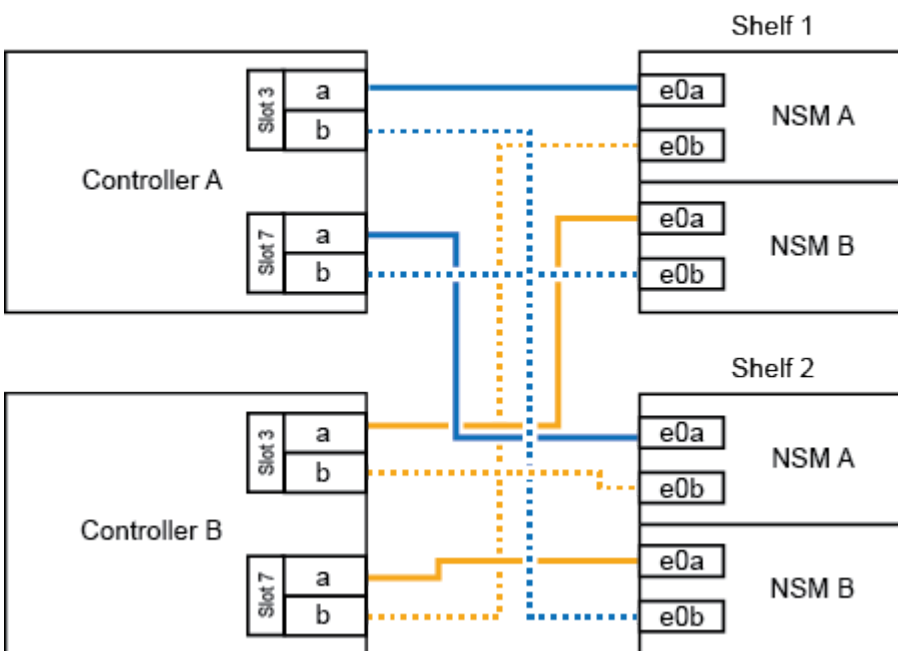 Shelf 1
Controller A
Slot 3
a
b
Slot 7
a
b
e0a
e0b
NSM A
e0a
e0b
NSM B
Shelf 2
Controller B
Slot 3
a
b
Slot 7
a
b
e0a
e0b
NSM A
e0a
e0b
NSM B